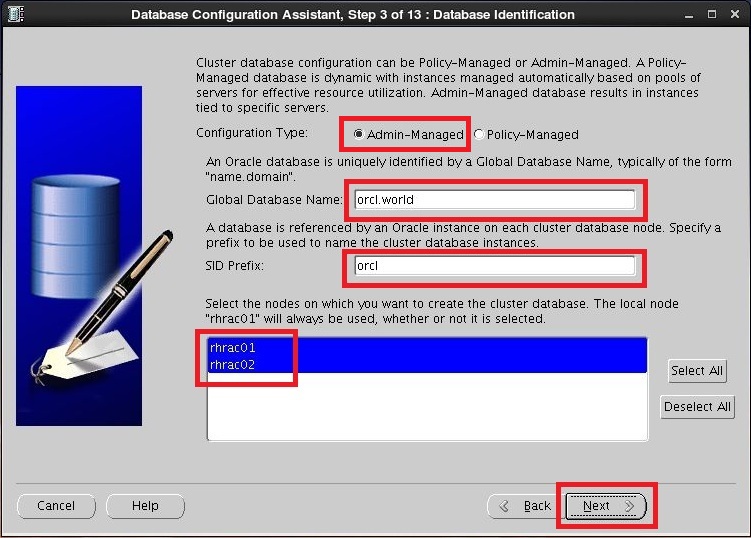 Database Configuration Assistant, Step 3 of 13 : Database Identification
Cluster database configuration can be Policy-Managed or Admin-Managed. A Policy-
Managed database is dynamic with instances managed automatically based on pools of
servers for effective resource utilization. Admin-Managed database results in instances
tied to specific servers.
Configuration Type: Admin-Managed Policy-Managed
An Oracle database is uniquely identified by a Global Database Name, typically of the form
"name.domain".
Global Database Name: orcl.world
A database is referenced by an Oracle instance on each cluster database node. Specify a
prefix to be used to name the cluster database instances.
SID Prefix: orcl
Select the nodes on which you want to create the cluster database. The local node
"rhrac01" will always be used, whether or not it is selected.
rhrac01
rhrac02
Select All
Deselect All
Cancel Help Back Next